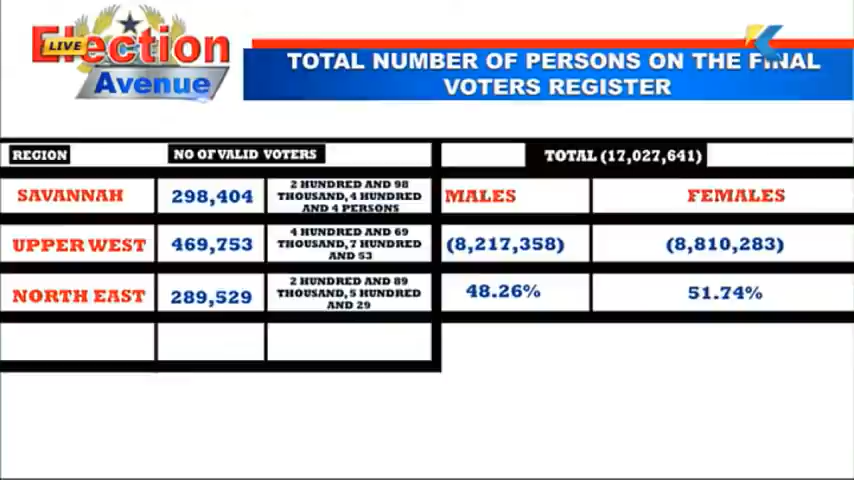 LIVE
Election
Avenue
TOTAL NUMBER OF PERSONS ON THE FINAL
VOTERS REGISTER
REGION NO OF VALID VOTERS TOTAL (17,027,641)
SAVANNAH 298,404 2 HUNDRED AND 98
THOUSAND, 4 HUNDRED
AND 4 PERSONS
MALES FEMALES
UPPER WEST 469,753 4 HUNDRED AND 69
THOUSAND, 7 HUNDRED
AND 53
(8,217,358) (8,810,283)
NORTH EAST 289,529 2 HUNDRED AND 89
THOUSAND, 5 HUNDRED
AND 29
48.26% 51.74%